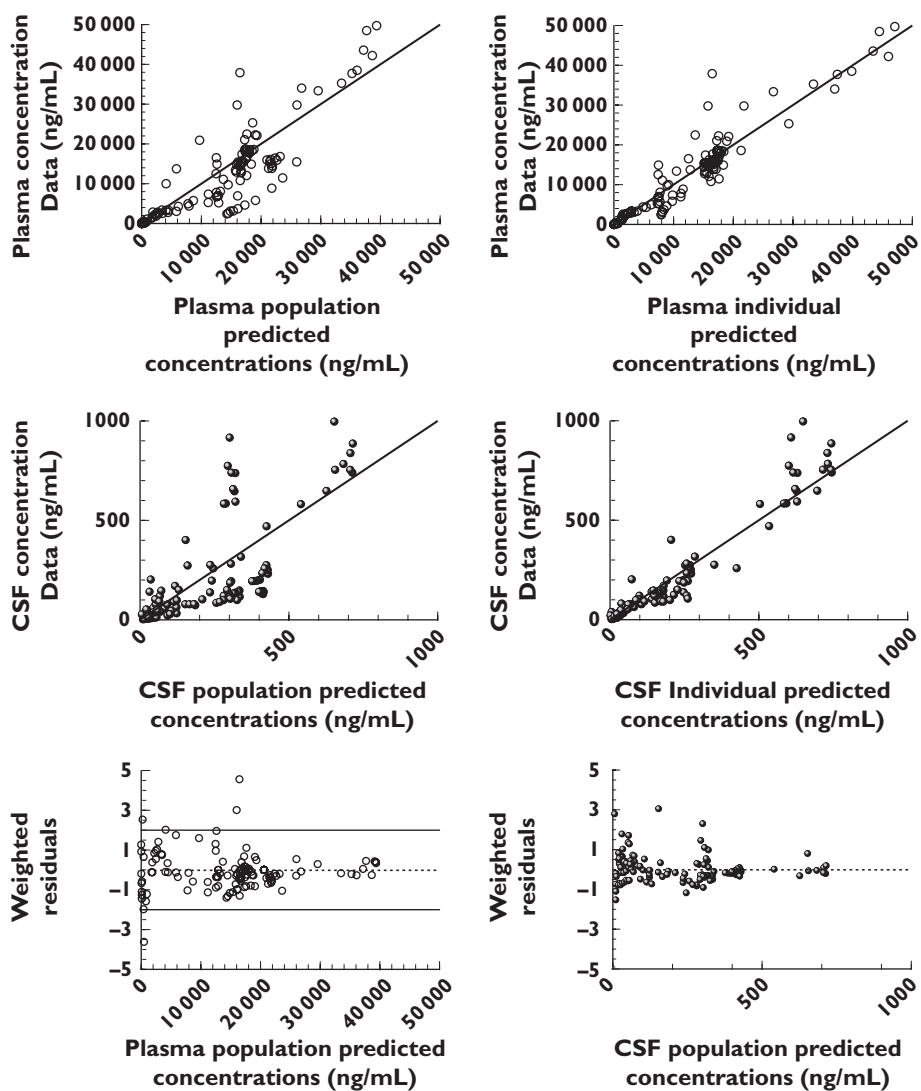 Plasma concentration
Data (ng/mL)
50 000
40 000
30 000
20 000
10 000
0
0
10 000
20 000
30 000
40 000
50 000
Plasma population
predicted
concentrations (ng/mL)
Plasma concentration
Data (ng/mL)
50 000
40 000
30 000
20 000
10 000
0
0
10 000
20 000
30 000
40 000
50 000
Plasma individual
predicted
concentrations (ng/mL)
CSF concentration
Data (ng/mL)
1000
500
0
0
500
1000
CSF population predicted
concentrations (ng/mL)
CSF concentration
Data (ng/mL)
1000
500
0
0
500
1000
CSF Individual predicted
concentrations (ng/mL)
Weighted
residuals
5
3
1
–1
–3
–5
0
10 000
20 000
30 000
40 000
50 000
Plasma population predicted
concentrations (ng/mL)
Weighted
residuals
5
3
1
–1
–3
–5
0
500
1000
CSF population predicted
concentrations (ng/mL)